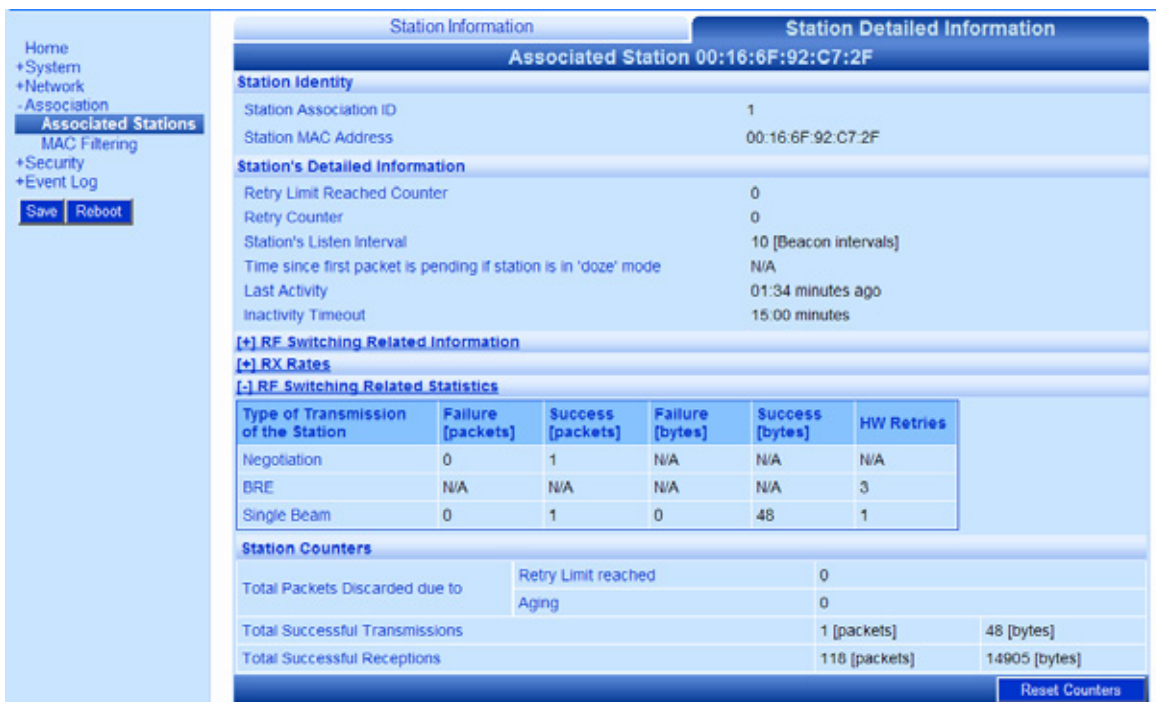 Home
+System
+Network
-Association
Associated Stations
MAC Filtering
+Security
+Event Log
Save Reboot
Station Information Station Detailed Information
Associated Station 00:16:6F:92:C7:2F
Station Identity
Station Association ID 1
Station MAC Address 00:16:6F:92:C7:2F
Station's Detailed Information
Retry Limit Reached Counter 0
Retry Counter 0
Station's Listen Interval 10 [Beacon intervals]
Time since first packet is pending if station is in 'doze' mode N/A
Last Activity 01:34 minutes ago
Inactivity Timeout 15:00 minutes
[+] RF Switching Related Information
[+] RX Rates
[-] RF Switching Related Statistics
Type of Transmission of the Station Failure [packets] Success [packets] Failure [bytes] Success [bytes] HW Retries
Negotiation 0 1 N/A N/A N/A
BRE N/A N/A N/A N/A 3
Single Beam 0 1 0 48 1
Station Counters
Total Packets Discarded due to Retry Limit reached 0
Aging 0
Total Successful Transmissions 1 [packets] 48 [bytes]
Total Successful Receptions 118 [packets] 14905 [bytes]
Reset Counters